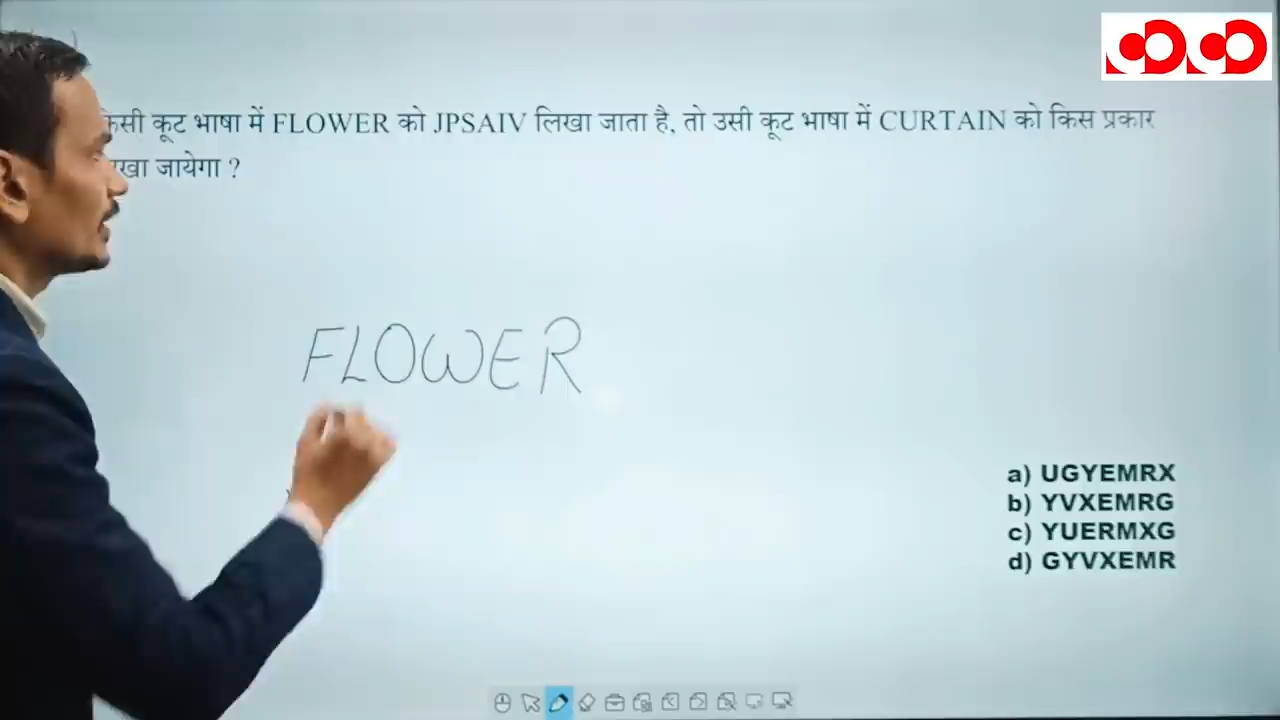 कूट भाषा में FLOWER को JPSAIV लिखा जाता है, तो उसी कूट भाषा में CURTAIN को किस प्रकार
जायेगा ?
FLOWER
a) UGYEMRX
b) YVXEMRG
c) YUERMXG
d) GYVXEMR